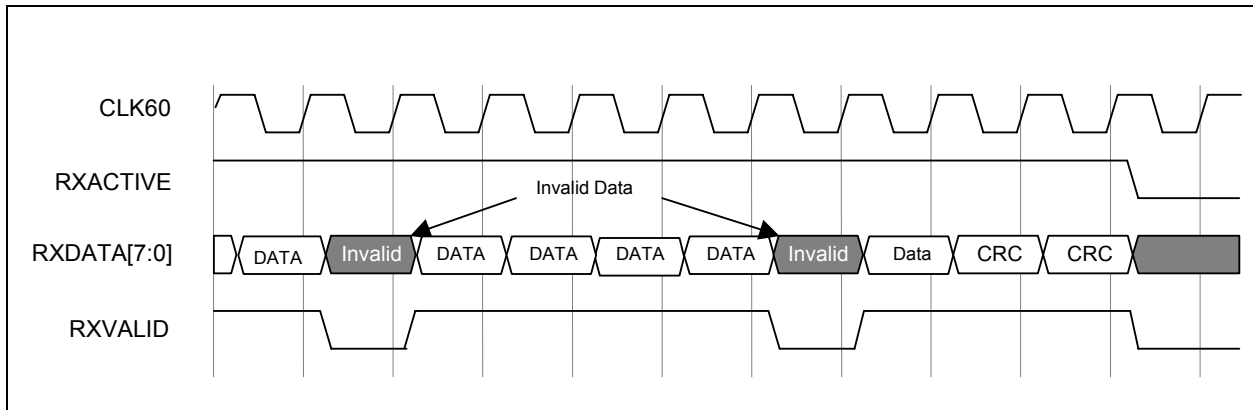 CLK60
RXACTIVE
Invalid Data
RXDATA[7:0] DATA Invalid DATA DATA DATA DATA Invalid Data CRC CRC
RXVALID